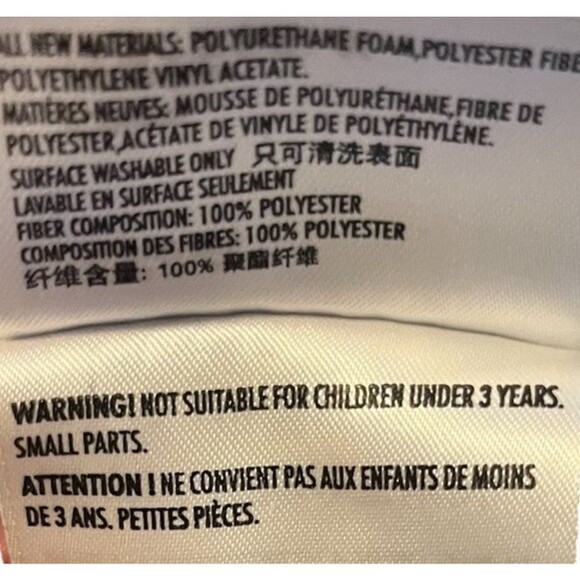 ALL NEW MATERIALS: POLYURETHANE FOAM, POLYESTER FIBE
POLYETHYLENE VINYL ACETATE.
MATIÈRES NEUVES: MOUSSE DE POLYURÉTHANE, FIBRE DE
POLYESTER, ACÉTATE DE VINYLE DE POLYÉTHYLÈNE.
SURFACE WASHABLE ONLY 只可清洗表面
LAVABLE EN SURFACE SEULEMENT
FIBER COMPOSITION: 100% POLYESTER
COMPOSITION DES FIBRES: 100% POLYESTER
纤维含量: 100% 聚酯纤维
WARNING! NOT SUITABLE FOR CHILDREN UNDER 3 YEARS.
SMALL PARTS.
ATTENTION ! NE CONVIENT PAS AUX ENFANTS DE MOINS
DE 3 ANS. PETITES PIÈCES.